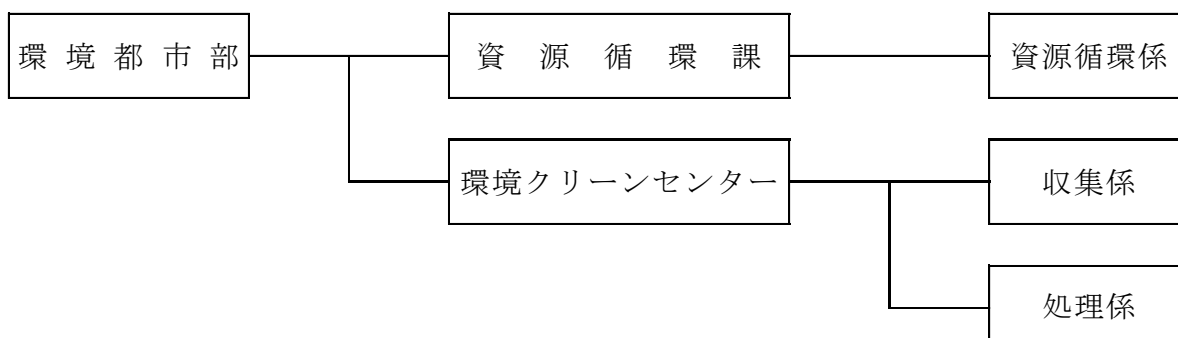 環境都市部
資源循環課
資源循環係
環境クリーンセンター
収集係
処理係